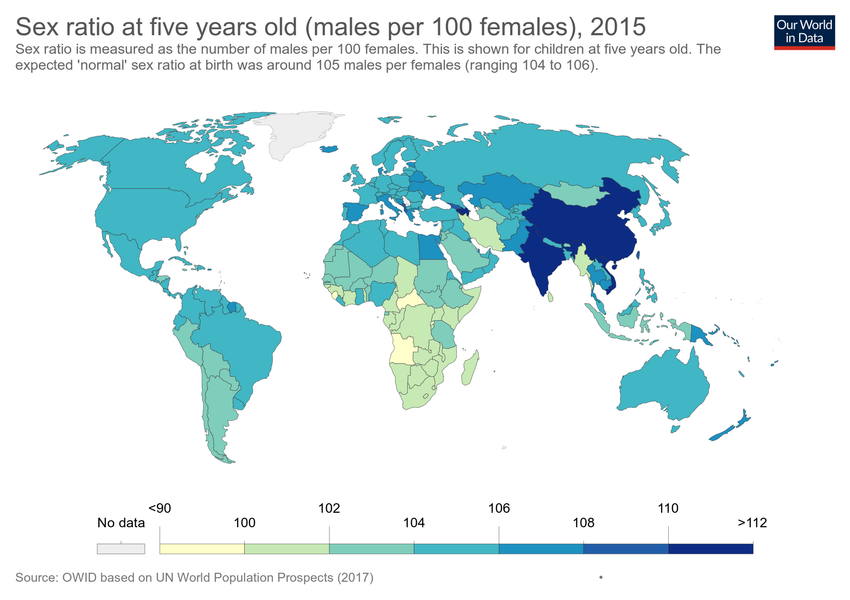 Sex ratio at five years old (males per 100 females), 2015
Our World
in Data
Sex ratio is measured as the number of males per 100 females. This is shown for children at five years old. The
expected 'normal' sex ratio at birth was around 105 males per females (ranging 104 to 106).
<90 102 106 110
No data 100 104 108 >112
Source: OWID based on UN World Population Prospects (2017)